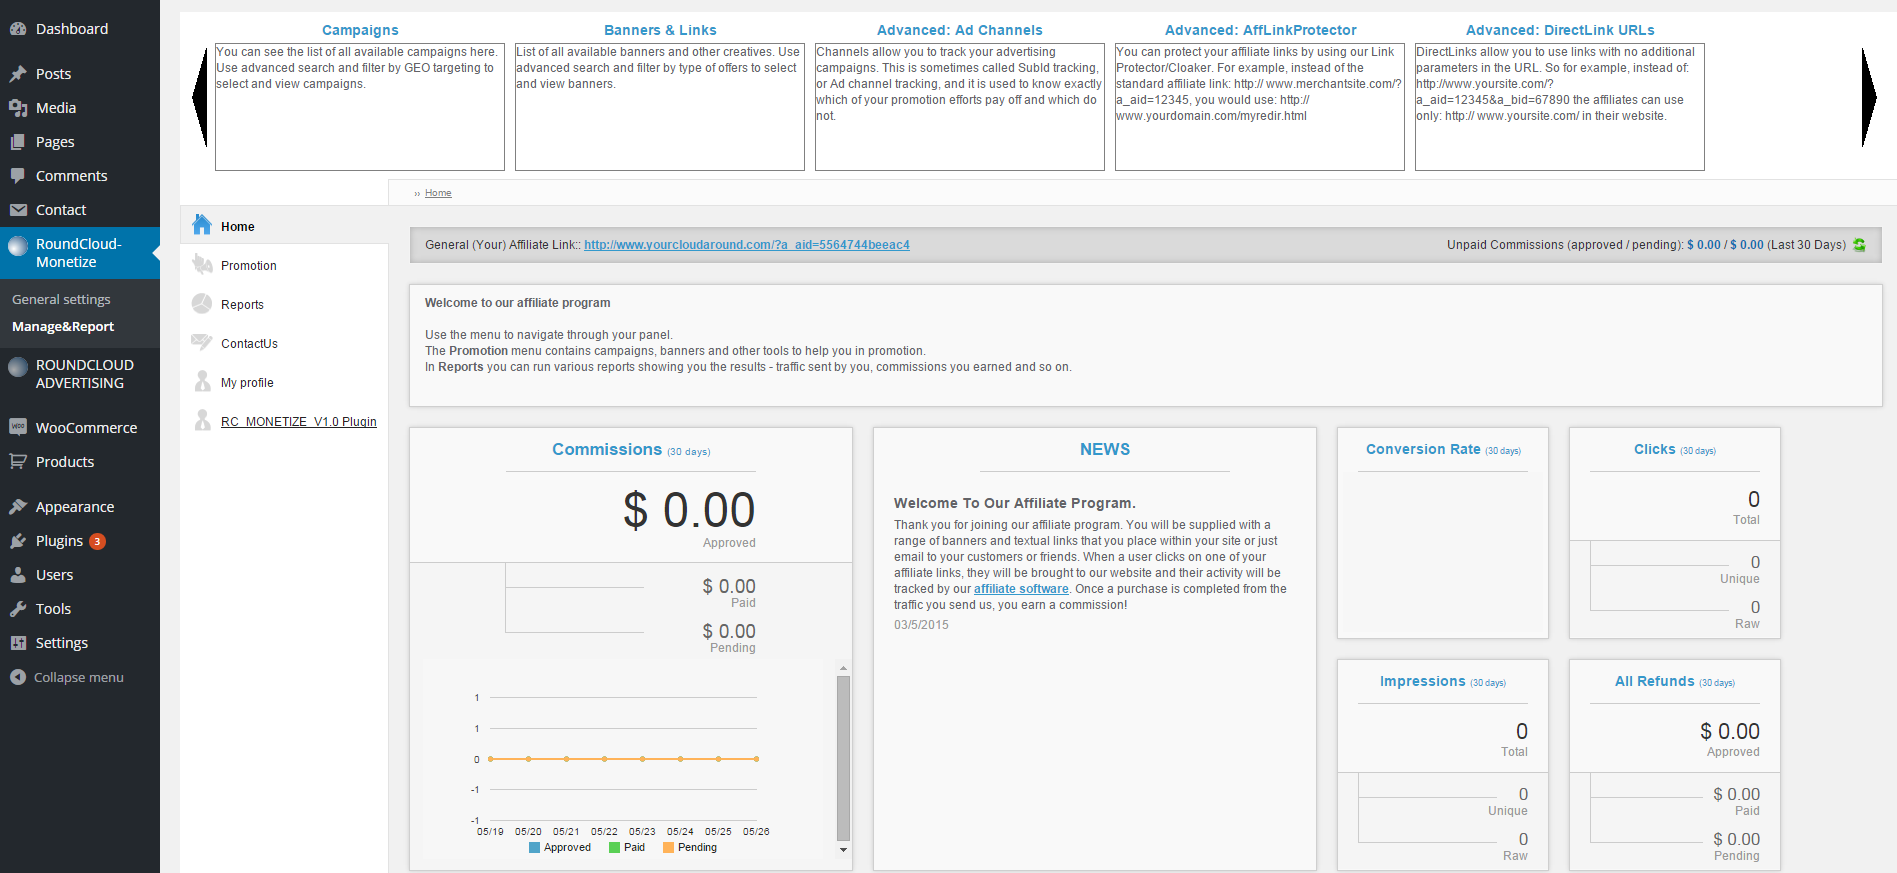 Dashboard
Posts
Media
Pages
Comments
Contact
RoundCloud-
Monetize
General settings
Manage&Report
ROUNDCLOUD
ADVERTISING
WooCommerce
Products
Appearance
Plugins 3
Users
Tools
Settings
Collapse menu
Campaigns
You can see the list of all available campaigns here.
Use advanced search and filter by GEO targeting to
select and view campaigns.
Banners & Links
List of all available banners and other creatives. Use
advanced search and filter by type of offers to select
and view banners.
Advanced: Ad Channels
Channels allow you to track your advertising
campaigns. This is sometimes called SubId tracking,
or Ad channel tracking, and it is used to know exactly
which of your promotion efforts pay off and which do
not.
Advanced: AffLinkProtector
You can protect your affiliate links by using our Link
Protector/Cloaker. For example, instead of the
standard affiliate link: http:// www.merchantsite.com/?
a_aid=12345, you would use: http://
www.yourdomain.com/myredir.html
Advanced: DirectLink URLs
DirectLinks allow you to use links with no additional
parameters in the URL. So for example, instead of:
http://www.yoursite.com/?
a_aid=12345&a_bid=67890 the affiliates can use
only: http:// www.yoursite.com/ in their website.
›› Home
Home
Promotion
Reports
ContactUs
My profile
RC_MONETIZE_V1.0 Plugin
General (Your) Affiliate Link:: http://www.yourcloudaround.com/?a_aid=5564744beeac4
Unpaid Commissions (approved / pending): $ 0.00 / $ 0.00 (Last 30 Days)
Welcome to our affiliate program
Use the menu to navigate through your panel.
The Promotion menu contains campaigns, banners and other tools to help you in promotion.
In Reports you can run various reports showing you the results - traffic sent by you, commissions you earned and so on.
Commissions (30 days)
$ 0.00
Approved
$ 0.00
Paid
$ 0.00
Pending
1
1
0
-1
-1
05/19 05/20 05/21 05/22 05/23 05/24 05/25 05/26
Approved Paid Pending
NEWS
Welcome To Our Affiliate Program.
Thank you for joining our affiliate program. You will be supplied with a
range of banners and textual links that you place within your site or just
email to your customers or friends. When a user clicks on one of your
affiliate links, they will be brought to our website and their activity will be
tracked by our affiliate software. Once a purchase is completed from the
traffic you send us, you earn a commission!
03/5/2015
Conversion Rate (30 days)
Clicks (30 days)
0
Total
0
Unique
0
Raw
Impressions (30 days)
0
Total
0
Unique
0
Raw
All Refunds (30 days)
$ 0.00
Approved
$ 0.00
Paid
$ 0.00
Pending